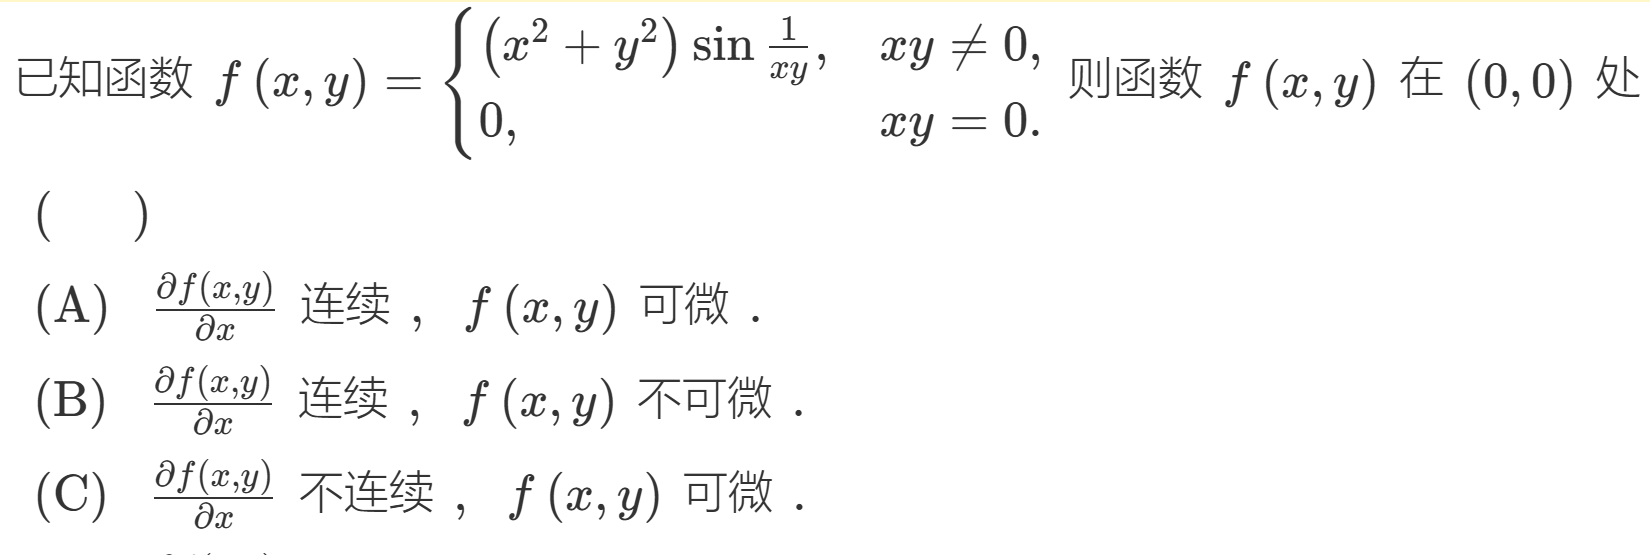 已知函数 f (x, y) = { (x² + y²) sin 1/xy, xy ≠ 0, 0, xy = 0. 则函数 f (x, y) 在 (0, 0) 处
( )
(A) ∂f(x,y)/∂x 连续 , f (x, y) 可微 .
(B) ∂f(x,y)/∂x 连续 , f (x, y) 不可微 .
(C) ∂f(x,y)/∂x 不连续 , f (x, y) 可微 .